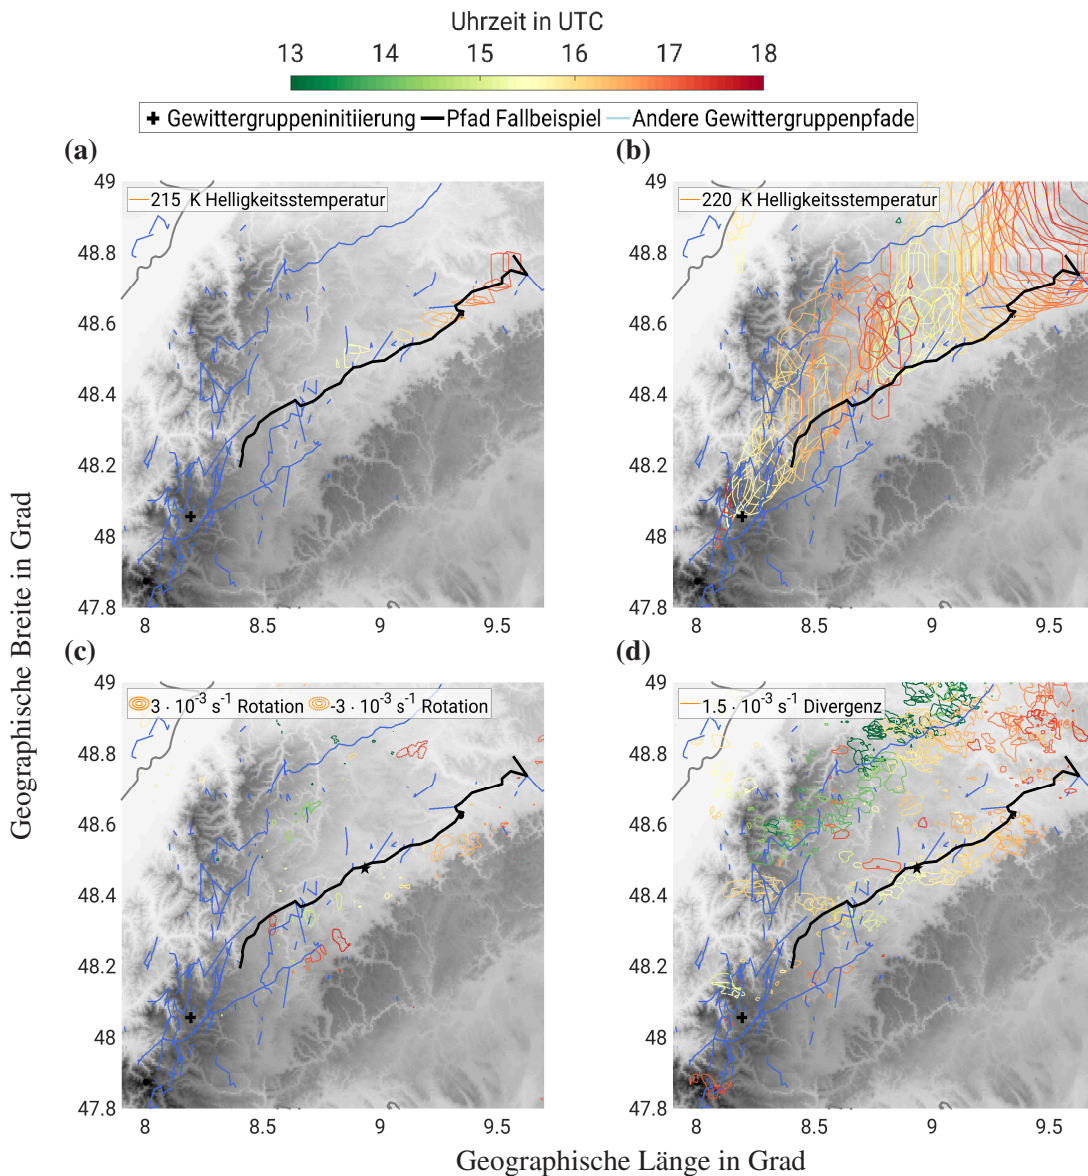 Uhrzeit in UTC
13 14 15 16 17 18
Gewittergruppeninitiierung Pfad Fallbeispiel Andere Gewittergruppenpfade
(a) (b)
215 K Helligkeitsstemperatur
220 K Helligkeitsstemperatur
49
48.8
48.6
48.4
48.2
48
47.8
8 8.5 9 9.5
49
48.8
48.6
48.4
48.2
48
47.8
8 8.5 9 9.5
(c) (d)
3 · 10⁻³ s⁻¹ Rotation -3 · 10⁻³ s⁻¹ Rotation
1.5 · 10⁻³ s⁻¹ Divergenz
49
48.8
48.6
48.4
48.2
48
47.8
8 8.5 9 9.5
49
48.8
48.6
48.4
48.2
48
47.8
8 8.5 9 9.5
Geographische Breite in Grad
Geographische Länge in Grad